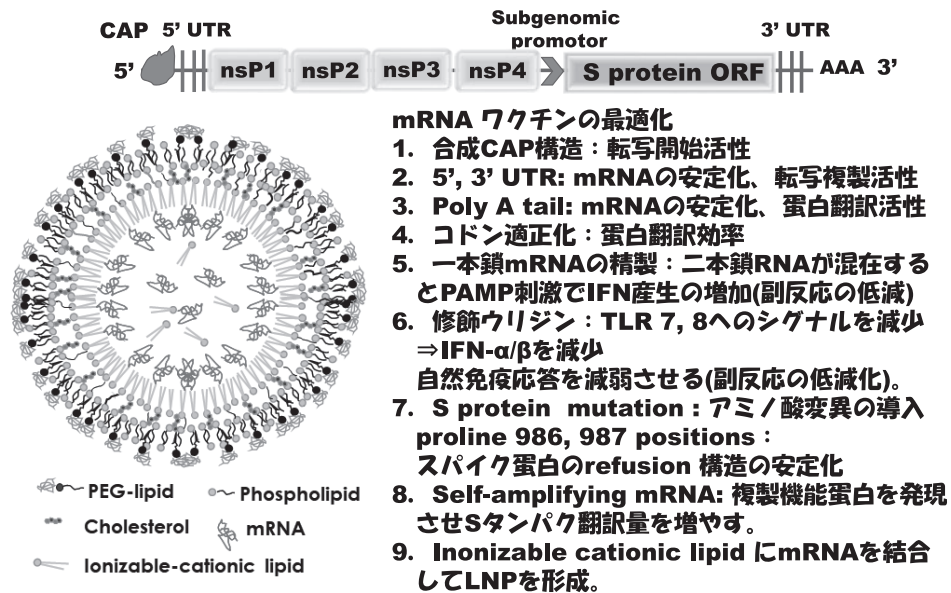 CAP 5' UTR
Subgenomic
promotor
3' UTR
5' nsP1 nsP2 nsP3 nsP4 S protein ORF AAA 3'
mRNA ワクチンの最適化
1. 合成CAP構造：転写開始活性
2. 5', 3' UTR: mRNAの安定化、転写複製活性
3. Poly A tail: mRNAの安定化、蛋白翻訳活性
4. コドン適正化：蛋白翻訳効率
5. 一本鎖mRNAの精製：二本鎖RNAが混在する
とPAMP刺激でIFN産生の増加(副反応の低減)
6. 修飾ウリジン：TLR 7, 8へのシグナルを減少
⇒IFN-α/βを減少
自然免疫応答を減弱させる(副反応の低減化)。
7. S protein mutation : アミノ酸変異の導入
proline 986, 987 positions :
スパイク蛋白のrefusion 構造の安定化
8. Self-amplifying mRNA: 複製機能蛋白を発現
させSタンパク翻訳量を増やす。
9. Inonizable cationic lipid にmRNAを結合
してLNPを形成。
PEG-lipid Phospholipid
Cholesterol mRNA
Ionizable-cationic lipid